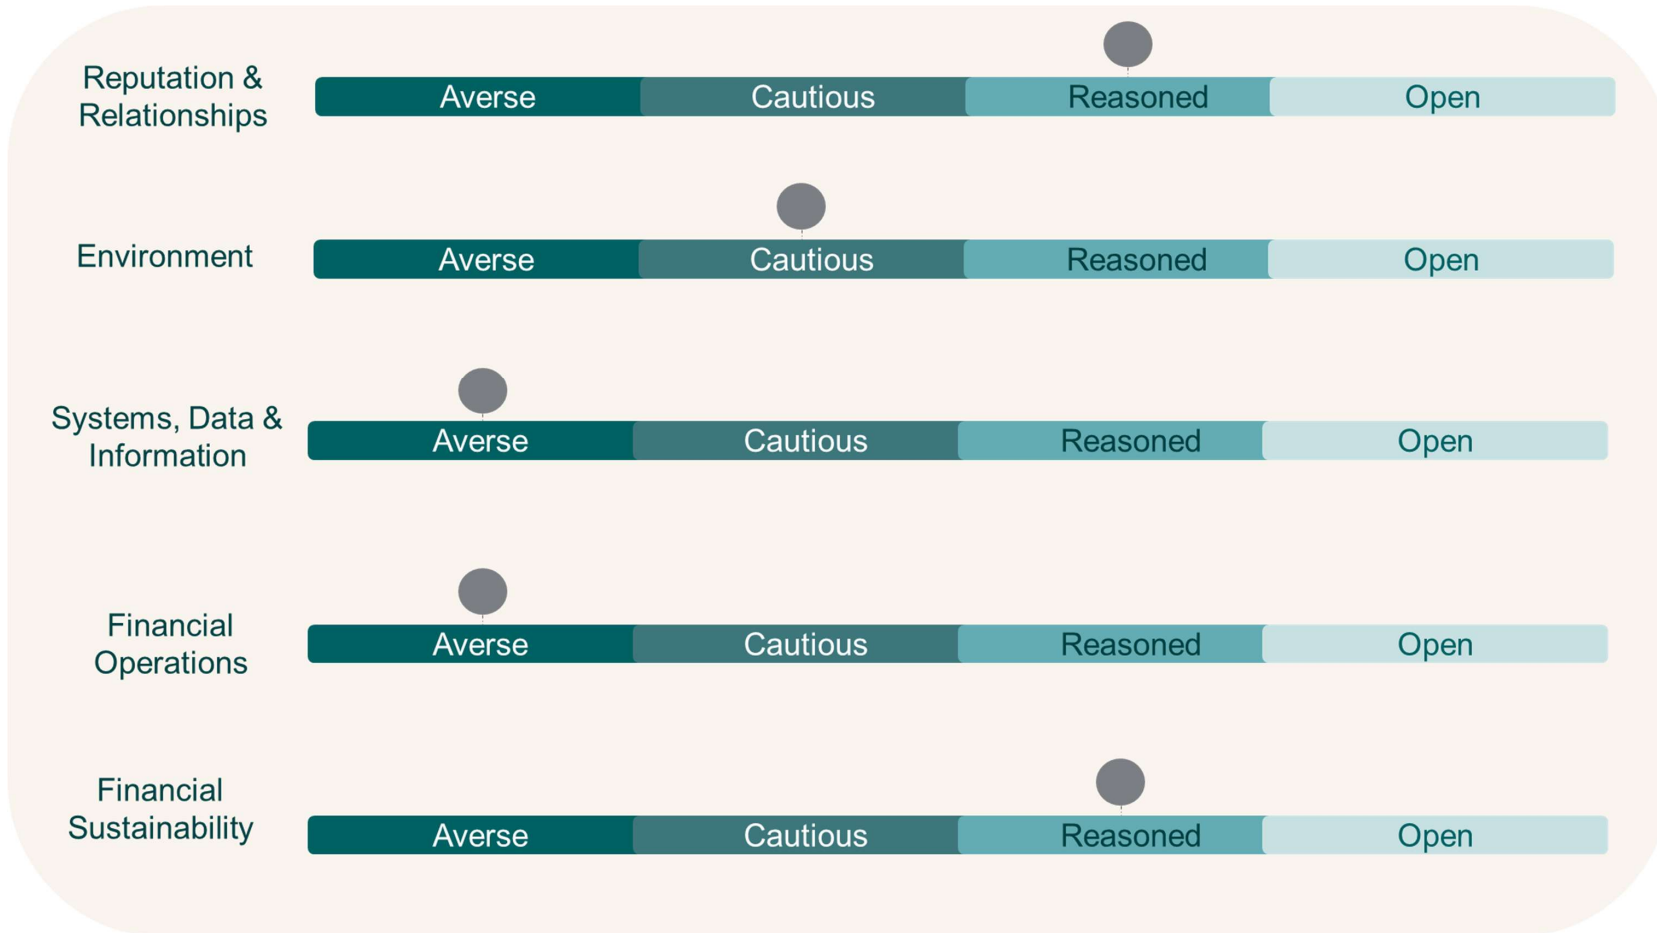 Reputation &
Relationships
Averse Cautious Reasoned Open
Environment
Averse Cautious Reasoned Open
Systems, Data &
Information
Averse Cautious Reasoned Open
Financial
Operations
Averse Cautious Reasoned Open
Financial
Sustainability
Averse Cautious Reasoned Open